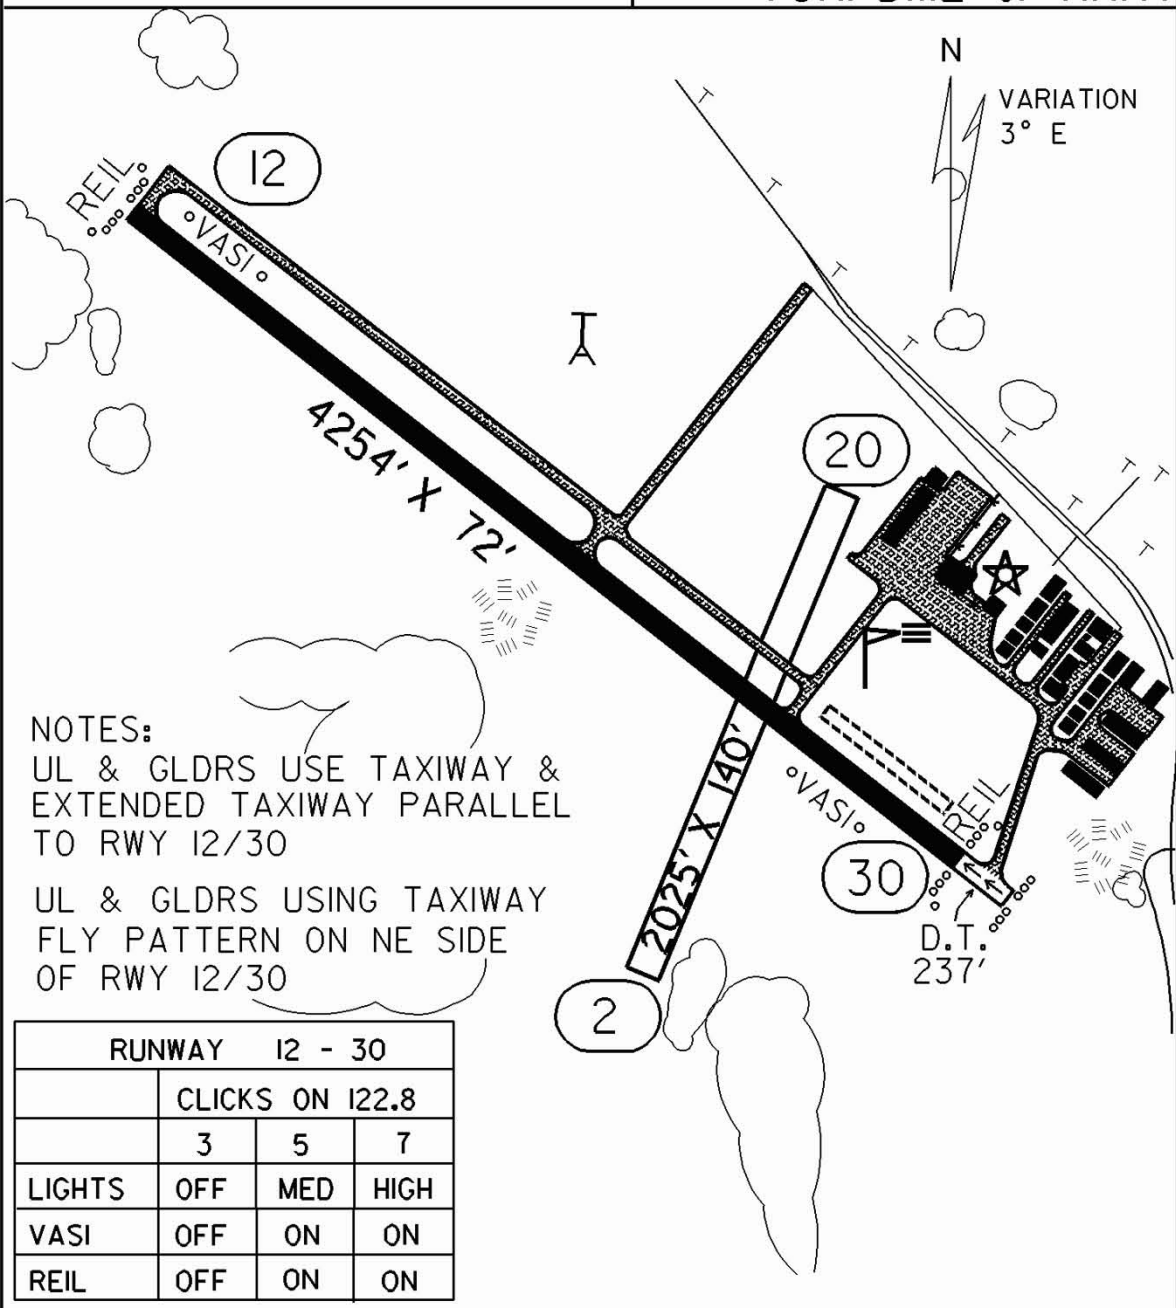 N
VARIATION
3° E
12
REIL
VASI
4254' X 72'
20
2025' X 140'
VASI
REIL
30
D.T.
237'
2
NOTES:
UL & GLDRS USE TAXIWAY &
EXTENDED TAXIWAY PARALLEL
TO RWY 12/30
UL & GLDRS USING TAXIWAY
FLY PATTERN ON NE SIDE
OF RWY 12/30
RUNWAY 12 - 30
CLICKS ON 122.8
3 5 7
LIGHTS OFF MED HIGH
VASI OFF ON ON
REIL OFF ON ON